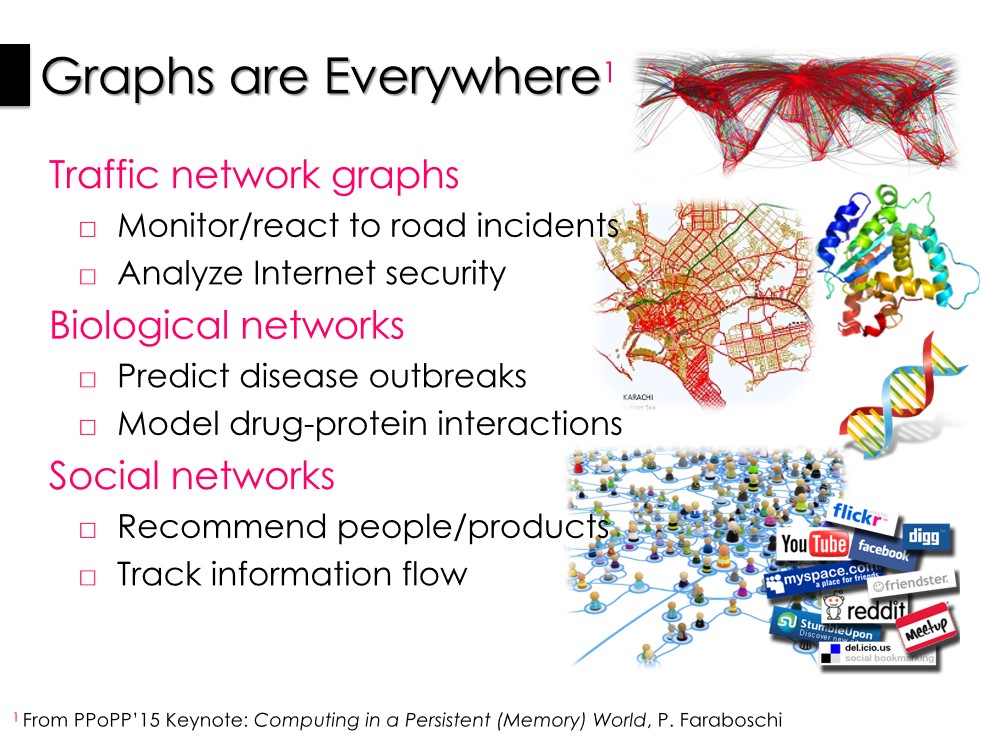 Graphs are Everywhere1
Traffic network graphs
□ Monitor/react to road incidents
□ Analyze Internet security
KARACHI
Biological networks
□ Predict disease outbreaks
□ Model drug-protein interactions
Social networks
□ Recommend people/products
□ Track information flow
flickr
digg
YouTube
facebook
myspace.com
a place for friends
friendster
reddit
StumbleUpon
Discover new
Meetup
del.icio.us
social bookmarking
1 From PPoPP'15 Keynote: Computing in a Persistent (Memory) World, P. Faraboschi